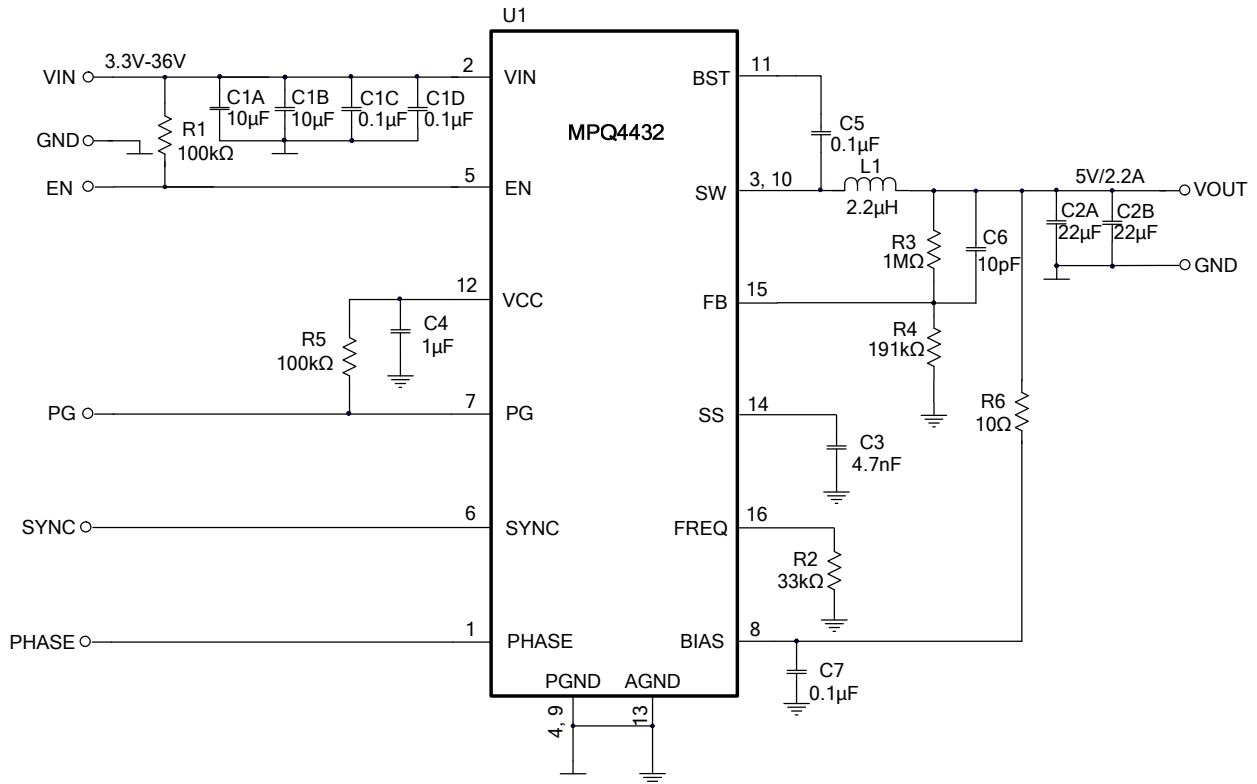 U1
3.3V-36V
VIN
2
VIN
BST
11
C1A
10µF
C1B
10µF
C1C
0.1µF
C1D
0.1µF
MPQ4432
C5
0.1µF
GND
R1
100kΩ
EN
5
EN
SW
3, 10
L1
2.2µH
5V/2.2A
VOUT
C2A
22µF
C2B
22µF
R3
1MΩ
C6
10pF
GND
12
VCC
FB
15
R5
100kΩ
C4
1µF
R4
191kΩ
PG
7
PG
SS
14
R6
10Ω
C3
4.7nF
SYNC
6
SYNC
FREQ
16
R2
33kΩ
PHASE
1
PHASE
BIAS
8
C7
0.1µF
PGND
AGND
4, 9
13